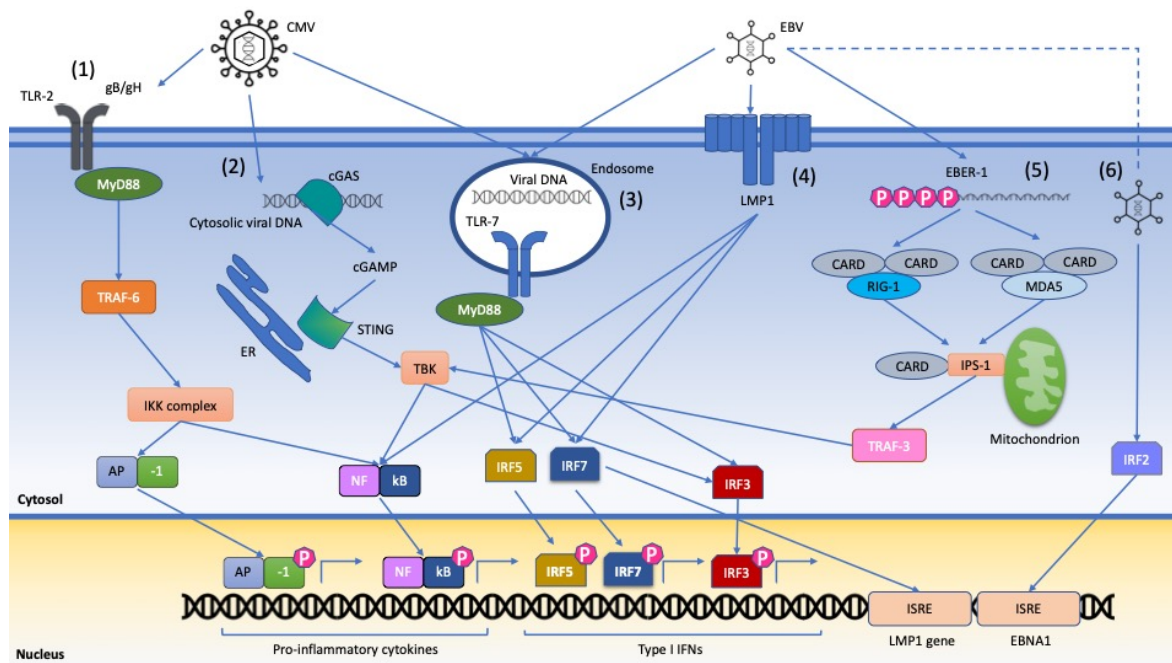 CMV
EBV
(1)
gB/gH
TLR-2
MyD88
TRAF-6
IKK complex
AP -1
(2)
cGAS
Cytosolic viral DNA
cGAMP
STING
ER
TBK
NF kB
Endosome
Viral DNA
(3)
TLR-7
MyD88
IRF5
IRF7
IRF3
(4)
LMP1
EBER-1
(5)
P P P P
CARD CARD
RIG-1
CARD CARD
MDA5
CARD
IPS-1
Mitochondrion
TRAF-3
(6)
IRF2
Cytosol
AP -1 P
NF kB P
IRF5 P
IRF7 P
IRF3 P
ISRE
ISRE
LMP1 gene
EBNA1
Pro-inflammatory cytokines
Type I IFNs
Nucleus